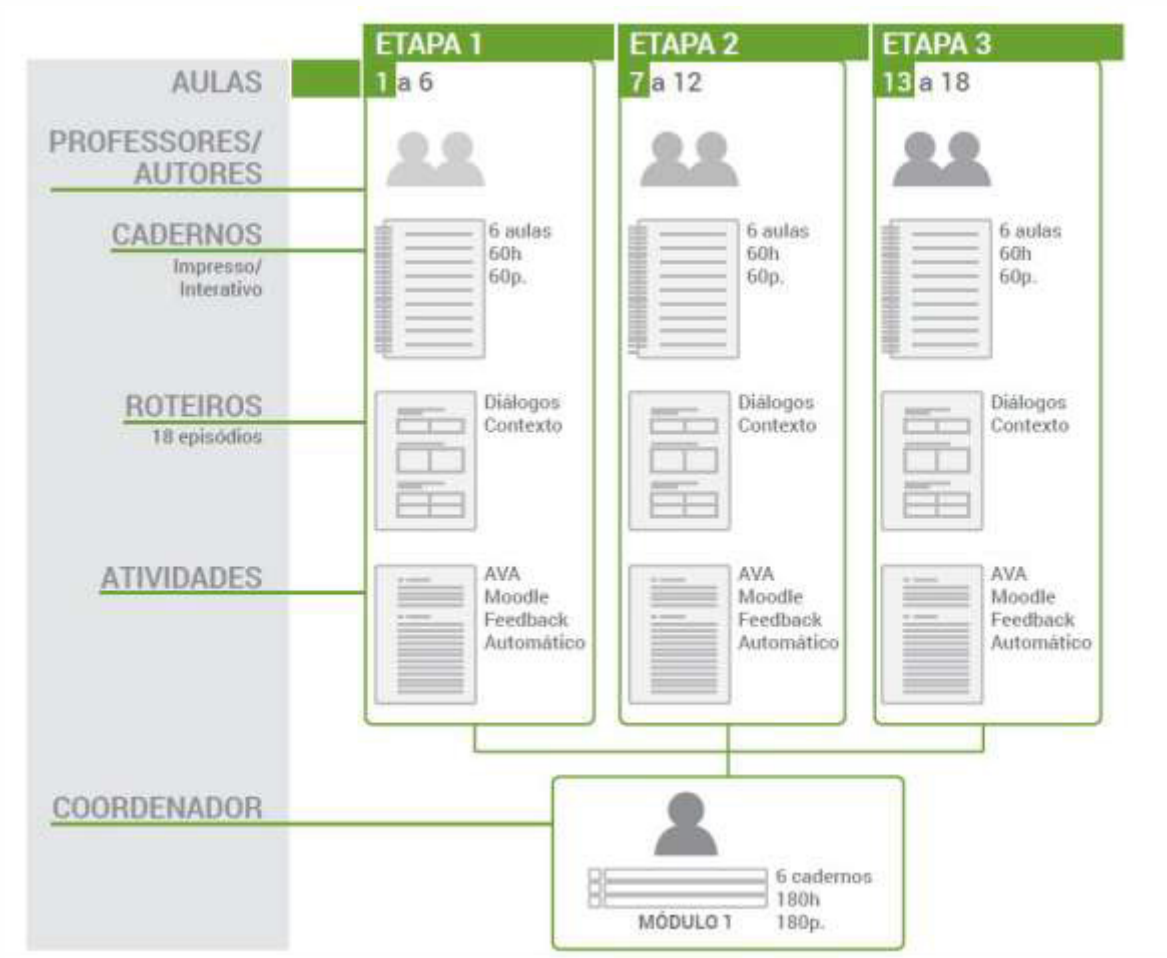 ETAPA 1
ETAPA 2
ETAPA 3
AULAS
1 a 6
7 a 12
13 a 18
PROFESSORES/
AUTORES
CADERNOS
Impresso/
Interativo
6 aulas
60h
60p.
6 aulas
60h
60p.
6 aulas
60h
60p.
ROTEIROS
18 episódios
Diálogos
Contexto
Diálogos
Contexto
Diálogos
Contexto
ATIVIDADES
AVA
Moodle
Feedback
Automático
AVA
Moodle
Feedback
Automático
AVA
Moodle
Feedback
Automático
COORDENADOR
MÓDULO 1
6 cadernos
180h
180p.